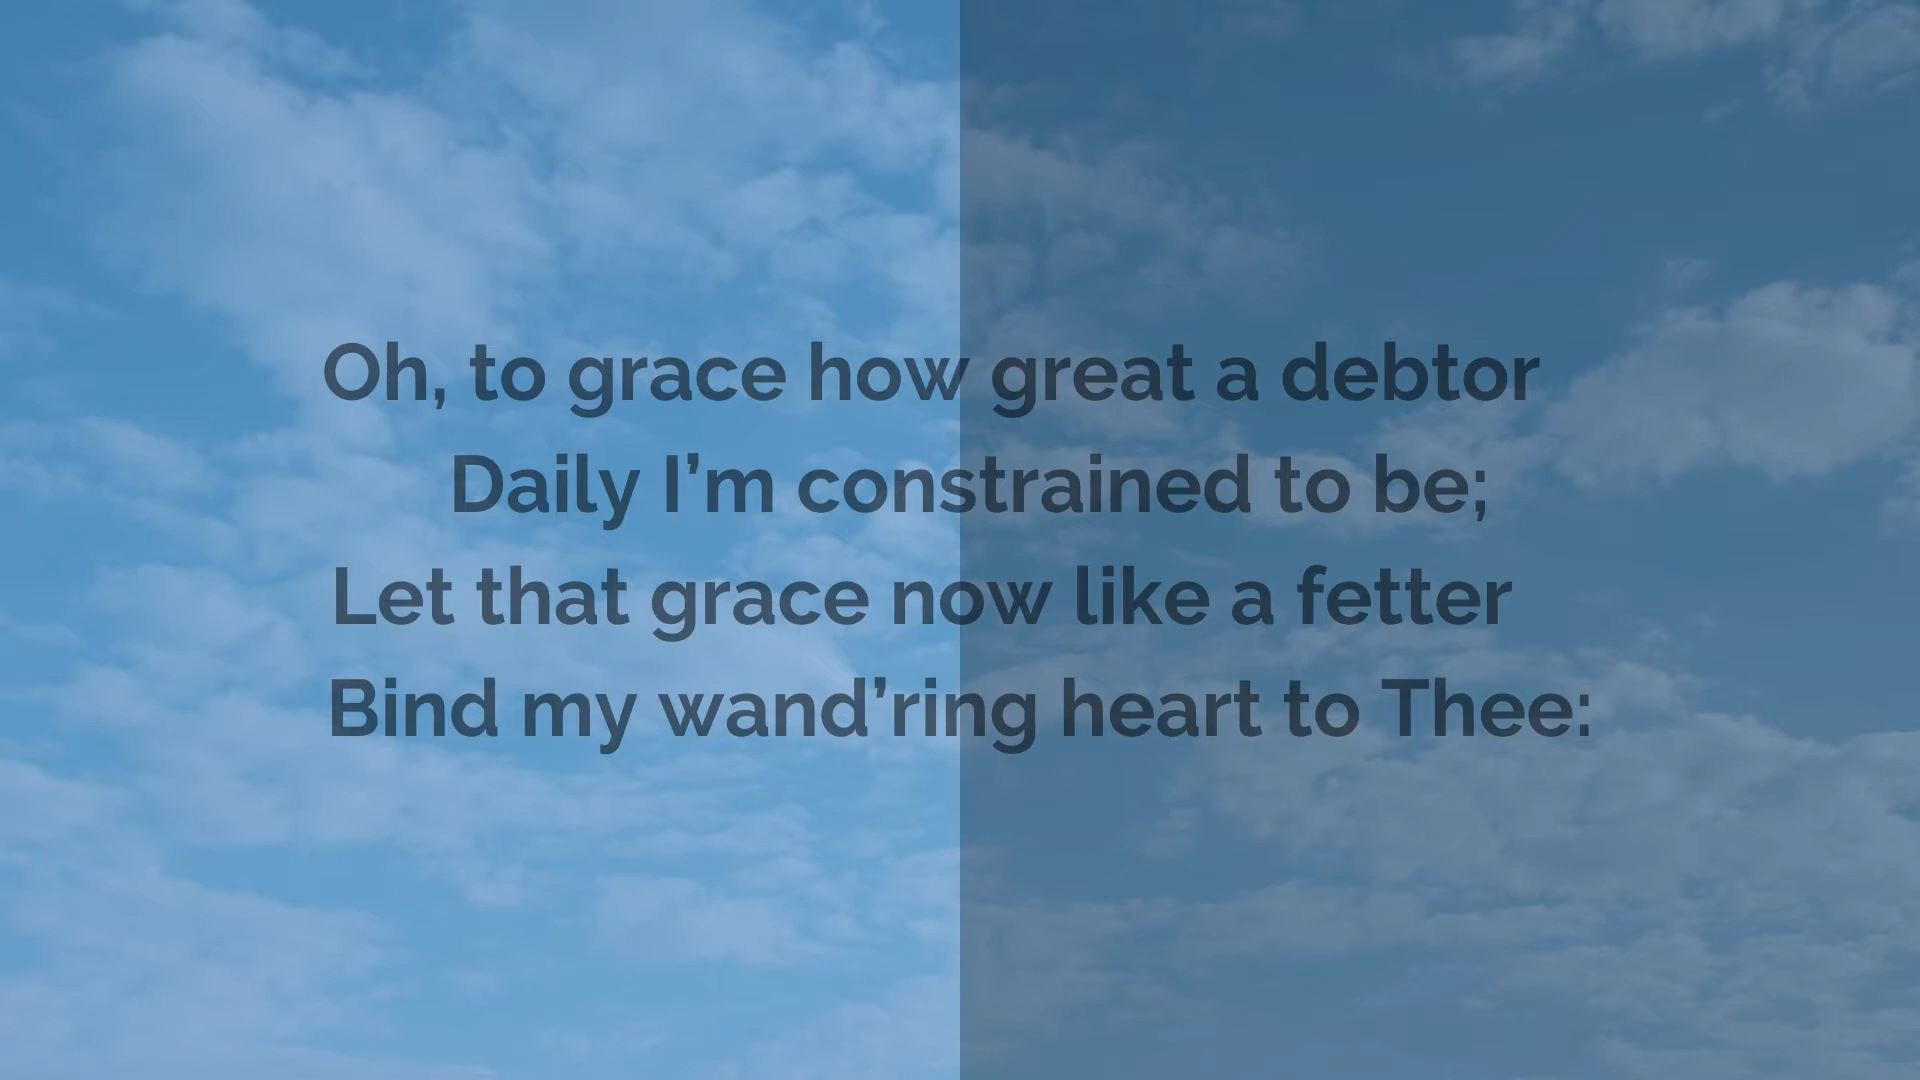 Oh, to grace how great a debtor
Daily I’m constrained to be;
Let that grace now like a fetter
Bind my wand’ring heart to Thee: